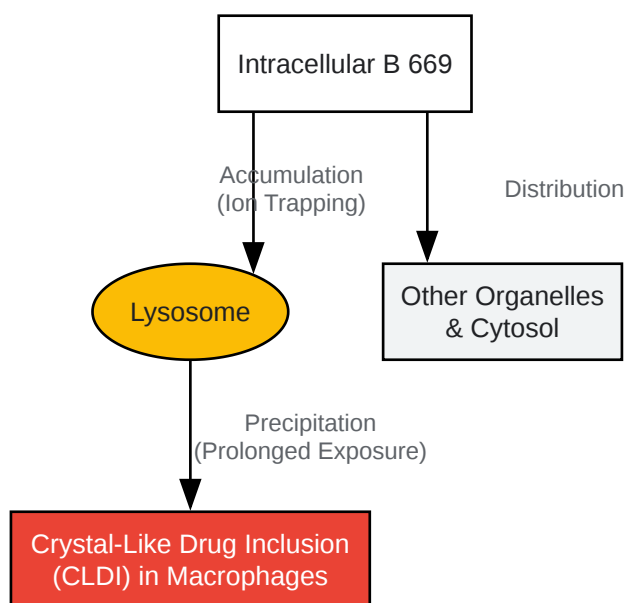 Intracellular B 669
Accumulation
(Ion Trapping)
Distribution
Lysosome
Other Organelles
& Cytosol
Precipitation
(Prolonged Exposure)
Crystal-Like Drug Inclusion
(CLDI) in Macrophages